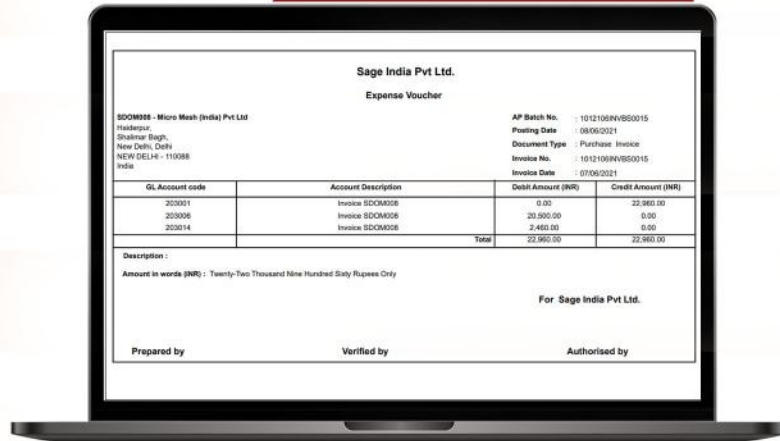 Sage India Pvt Ltd.
Expense Voucher
SDOM008 - Micro Mesh (India) Pvt Ltd
Haiderpur,
Shalimar Bagh,
New Delhi, Delhi
NEW DELHI - 110088
India
AP Batch No. : 1012106INVBS0015
Posting Date : 08/06/2021
Document Type : Purchase Invoice
Invoice No. : 1012106INVBS0015
Invoice Date : 07/06/2021
GL Account code Account Description Debit Amount (INR) Credit Amount (INR)
203001 Invoice SDOM008 0.00 22,960.00
203006 Invoice SDOM008 20,500.00 0.00
203014 Invoice SDOM008 2,460.00 0.00
Total 22,960.00 22,960.00
Description :
Amount in words (INR) : Twenty-Two Thousand Nine Hundred Sixty Rupees Only
For Sage India Pvt Ltd.
Prepared by Verified by Authorised by